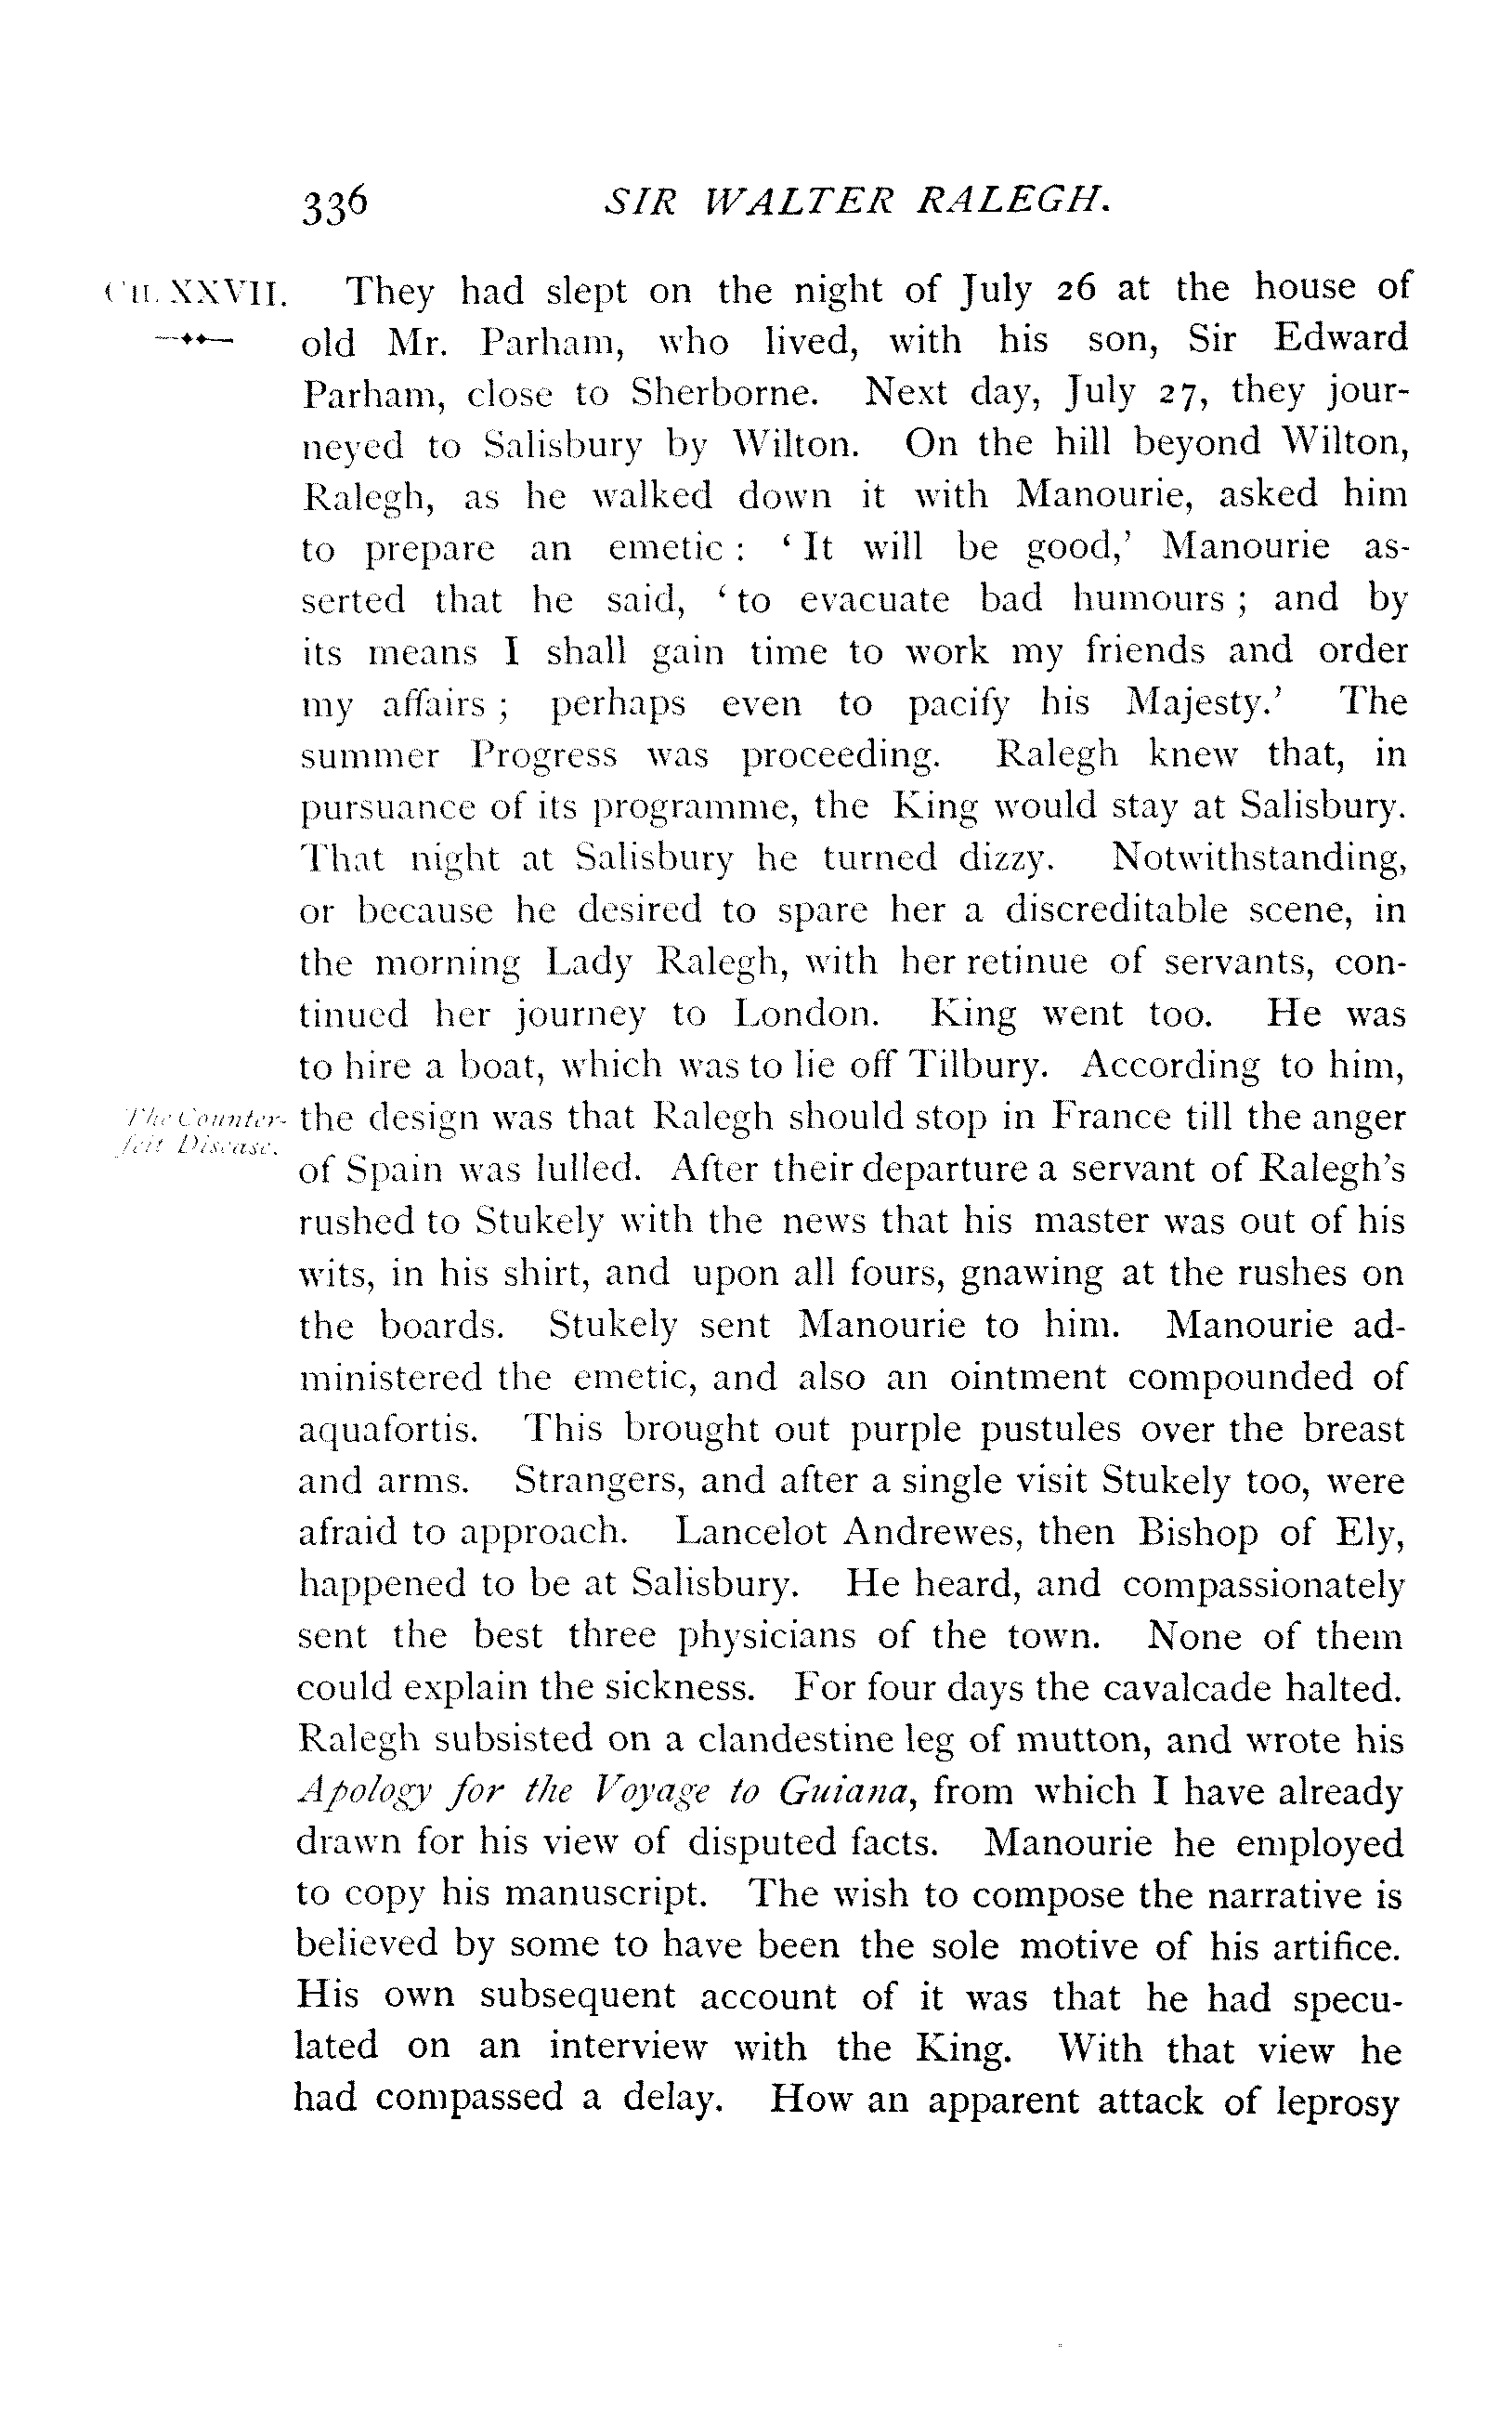 336 SIR WALTER RALEGH.
CH. XXVII. They had slept on the night of July 26 at the house of
old Mr. Parham, who lived, with his son, Sir Edward
Parham, close to Sherborne. Next day, July 27, they jour-
neyed to Salisbury by Wilton. On the hill beyond Wilton,
Ralegh, as he walked down it with Manourie, asked him
to prepare an emetic : ‘ It will be good,’ Manourie as-
serted that he said, ‘ to evacuate bad humours ; and by
its means I shall gain time to work my friends and order
my affairs ; perhaps even to pacify his Majesty.’ The
summer Progress was proceeding. Ralegh knew that, in
pursuance of its programme, the King would stay at Salisbury.
That night at Salisbury he turned dizzy. Notwithstanding,
or because he desired to spare her a discreditable scene, in
the morning Lady Ralegh, with her retinue of servants, con-
tinued her journey to London. King went too. He was
to hire a boat, which was to lie off Tilbury. According to him,
The Counter-
feit Disease.
the design was that Ralegh should stop in France till the anger
of Spain was lulled. After their departure a servant of Ralegh’s
rushed to Stukely with the news that his master was out of his
wits, in his shirt, and upon all fours, gnawing at the rushes on
the boards. Stukely sent Manourie to him. Manourie ad-
ministered the emetic, and also an ointment compounded of
aquafortis. This brought out purple pustules over the breast
and arms. Strangers, and after a single visit Stukely too, were
afraid to approach. Lancelot Andrewes, then Bishop of Ely,
happened to be at Salisbury. He heard, and compassionately
sent the best three physicians of the town. None of them
could explain the sickness. For four days the cavalcade halted.
Ralegh subsisted on a clandestine leg of mutton, and wrote his
Apology for the Voyage to Guiana, from which I have already
drawn for his view of disputed facts. Manourie he employed
to copy his manuscript. The wish to compose the narrative is
believed by some to have been the sole motive of his artifice.
His own subsequent account of it was that he had specu-
lated on an interview with the King. With that view he
had compassed a delay. How an apparent attack of leprosy